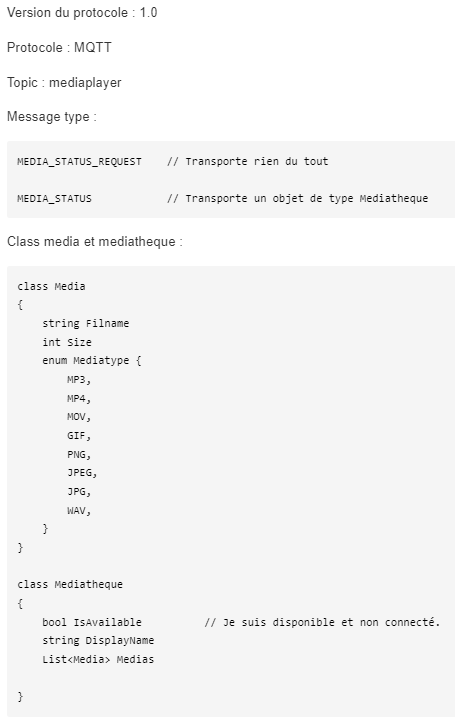 Version du protocole : 1.0
Protocole : MQTT
Topic : mediaplayer
Message type :
MEDIA_STATUS_REQUEST    // Transporte rien du tout
MEDIA_STATUS            // Transporte un objet de type Mediatheque
Class media et mediatheque :
class Media
{
    string Filname
    int Size
    enum Mediatype {
        MP3,
        MP4,
        MOV,
        GIF,
        PNG,
        JPEG,
        JPG,
        WAV,
    }
}
class Mediatheque
{
    bool IsAvailable          // Je suis disponible et non connecté.
    string DisplayName
    List<Media> Medias
}